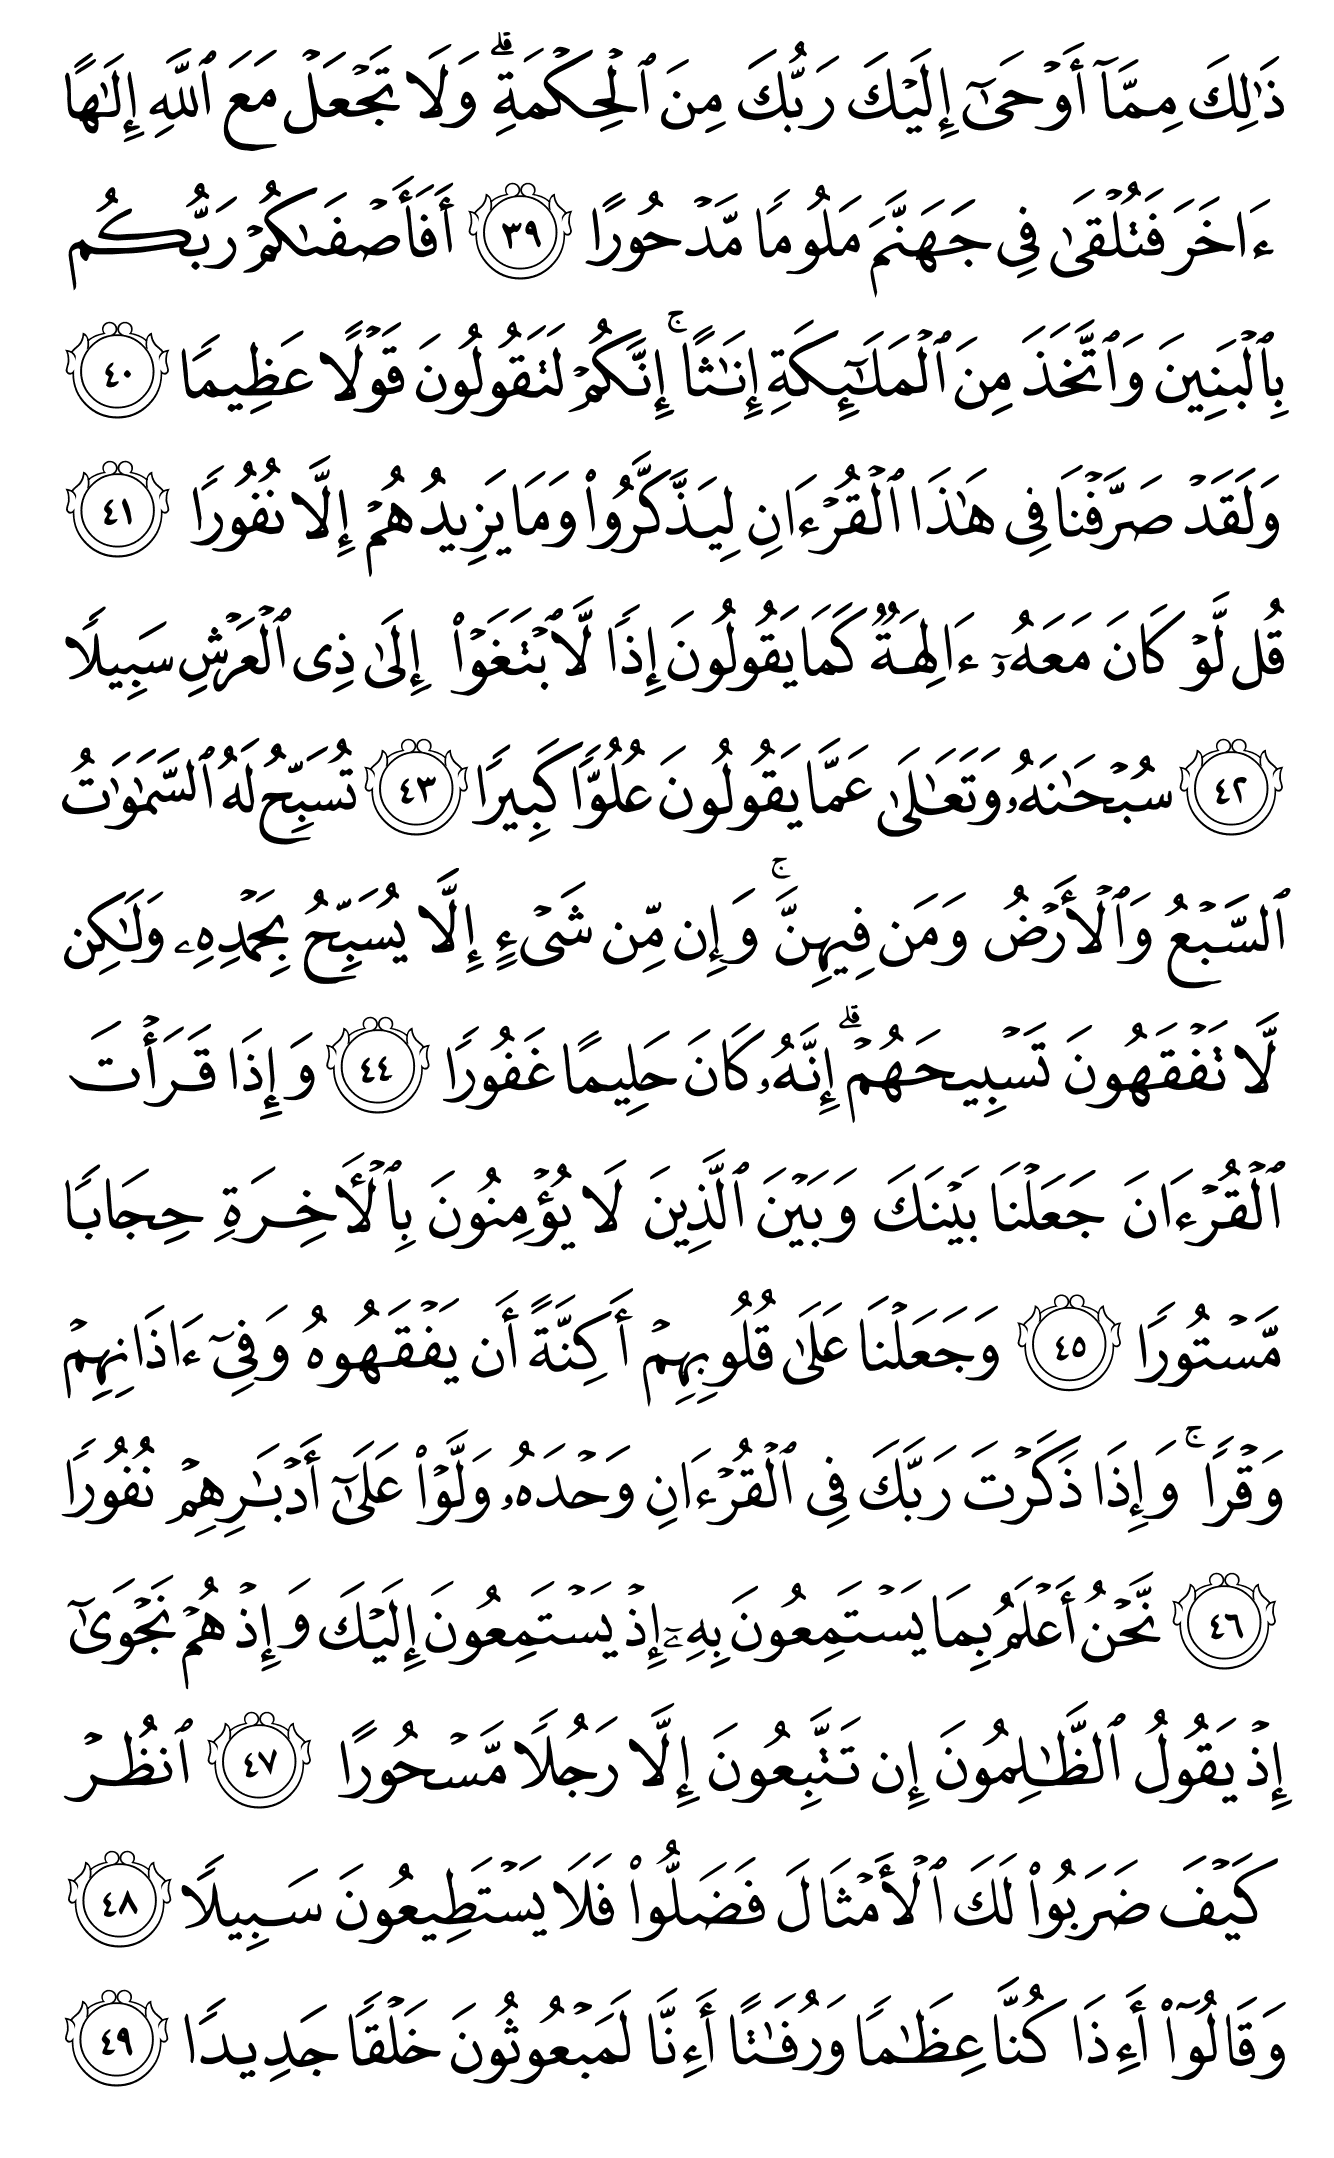 ذَٰلِكَ مِمَّآ أَوۡحَىٰٓ إِلَيۡكَ رَبُّكَ مِنَ ٱلۡحِكۡمَةِۗ وَلَا تَجۡعَلۡ مَعَ ٱللَّهِ إِلَٰهًا
ءَاخَرَ فَتُلۡقَىٰ فِي جَهَنَّمَ مَلُومٗا مَّدۡحُورًا ٣٩ أَفَأَصۡفَىٰكُمۡ رَبُّكُم
بِٱلۡبَنِينَ وَٱتَّخَذَ مِنَ ٱلۡمَلَٰٓئِكَةِ إِنَٰثًاۚ إِنَّكُمۡ لَتَقُولُونَ قَوۡلًا عَظِيمٗا ٤٠
وَلَقَدۡ صَرَّفۡنَا فِي هَٰذَا ٱلۡقُرۡءَانِ لِيَذَّكَّرُواْ وَمَا يَزِيدُهُمۡ إِلَّا نُفُورٗا ٤١
قُل لَّوۡ كَانَ مَعَهُۥٓ ءَالِهَةٞ كَمَا يَقُولُونَ إِذٗا لَّٱبۡتَغَوۡاْ إِلَىٰ ذِي ٱلۡعَرۡشِ سَبِيلٗا
٤٢ سُبۡحَٰنَهُۥ وَتَعَٰلَىٰ عَمَّا يَقُولُونَ عُلُوّٗا كَبِيرٗا ٤٣ تُسَبِّحُ لَهُ ٱلسَّمَٰوَٰتُ
ٱلسَّبۡعُ وَٱلۡأَرۡضُ وَمَن فِيهِنَّۚ وَإِن مِّن شَيۡءٍ إِلَّا يُسَبِّحُ بِحَمۡدِهِۦ وَلَٰكِن
لَّا تَفۡقَهُونَ تَسۡبِيحَهُمۡۗ إِنَّهُۥ كَانَ حَلِيمًا غَفُورٗا ٤٤ وَإِذَا قَرَأۡتَ
ٱلۡقُرۡءَانَ جَعَلۡنَا بَيۡنَكَ وَبَيۡنَ ٱلَّذِينَ لَا يُؤۡمِنُونَ بِٱلۡأٓخِرَةِ حِجَابٗا
مَّسۡتُورٗا ٤٥ وَجَعَلۡنَا عَلَىٰ قُلُوبِهِمۡ أَكِنَّةً أَن يَفۡقَهُوهُ وَفِيٓ ءَاذَانِهِمۡ
وَقۡرٗاۚ وَإِذَا ذَكَرۡتَ رَبَّكَ فِي ٱلۡقُرۡءَانِ وَحۡدَهُۥ وَلَّوۡاْ عَلَىٰٓ أَدۡبَٰرِهِمۡ نُفُورٗا
٤٦ نَّحۡنُ أَعۡلَمُ بِمَا يَسۡتَمِعُونَ بِهِۦٓ إِذۡ يَسۡتَمِعُونَ إِلَيۡكَ وَإِذۡ هُمۡ نَجۡوَىٰٓ
إِذۡ يَقُولُ ٱلظَّٰلِمُونَ إِن تَتَّبِعُونَ إِلَّا رَجُلٗا مَّسۡحُورًا ٤٧ ٱنظُرۡ
كَيۡفَ ضَرَبُواْ لَكَ ٱلۡأَمۡثَالَ فَضَلُّواْ فَلَا يَسۡتَطِيعُونَ سَبِيلٗا ٤٨
وَقَالُوٓاْ أَءِذَا كُنَّا عِظَٰمٗا وَرُفَٰتًا أَءِنَّا لَمَبۡعُوثُونَ خَلۡقٗا جَدِيدٗا ٤٩